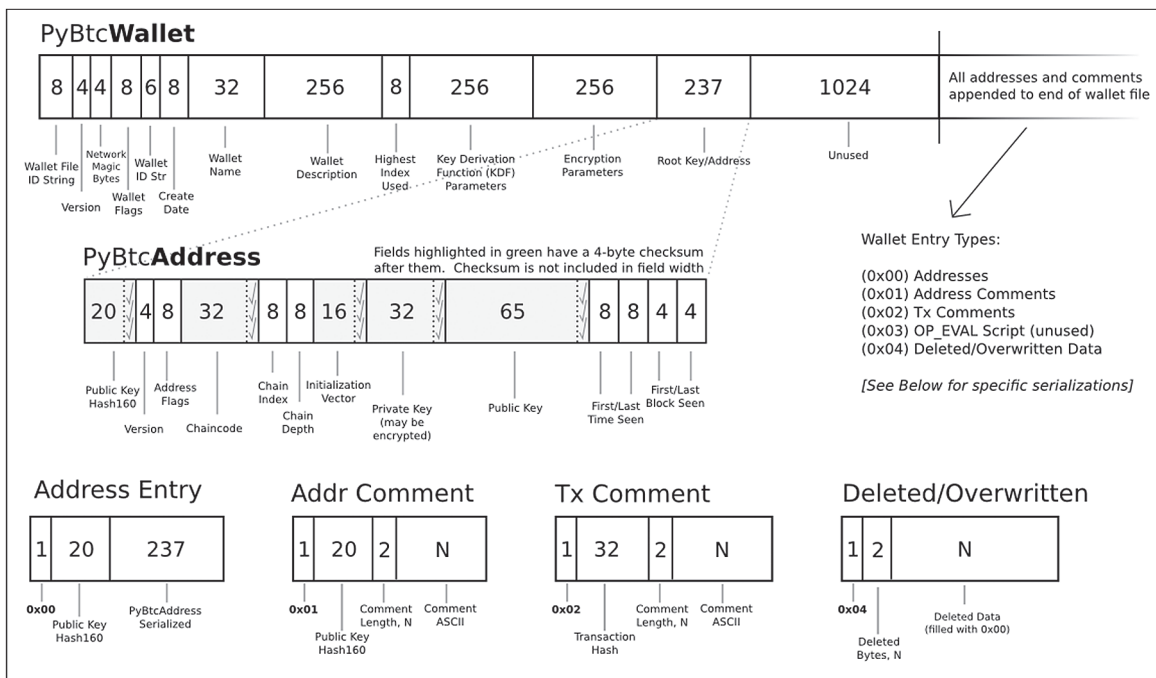 PyBtcWallet
8 4 4 8 6 8 32 256 8 256 256 237 1024
All addresses and comments
appended to end of wallet file
Wallet File
ID String
Version
Network
Magic
Bytes
Wallet
Flags
Wallet
ID Str
Create
Date
Wallet
Name
Wallet
Description
Highest
Index
Used
Key Derivation
Function (KDF)
Parameters
Encryption
Parameters
Root Key/Address
Unused
PyBtcAddress
Fields highlighted in green have a 4-byte checksum
after them. Checksum is not included in field width
20 4 8 32 8 8 16 32 65 8 8 4 4
Public Key
Hash160
Version
Address
Flags
Chaincode
Chain
Index
Chain
Depth
Initialization
Vector
Private Key
(may be
encrypted)
Public Key
First/Last
Time Seen
First/Last
Block Seen
Wallet Entry Types:
(0x00) Addresses
(0x01) Address Comments
(0x02) Tx Comments
(0x03) OP_EVAL Script (unused)
(0x04) Deleted/Overwritten Data
[See Below for specific serializations]
Address Entry
1 20 237
0x00
Public Key
Hash160
PyBtcAddress
Serialized
Addr Comment
1 20 2 N
0x01
Public Key
Hash160
Comment
Length, N
Comment
ASCII
Tx Comment
1 32 2 N
0x02
Transaction
Hash
Comment
Length, N
Comment
ASCII
Deleted/Overwritten
1 2 N
0x04
Deleted
Bytes, N
Deleted Data
(filled with 0x00)